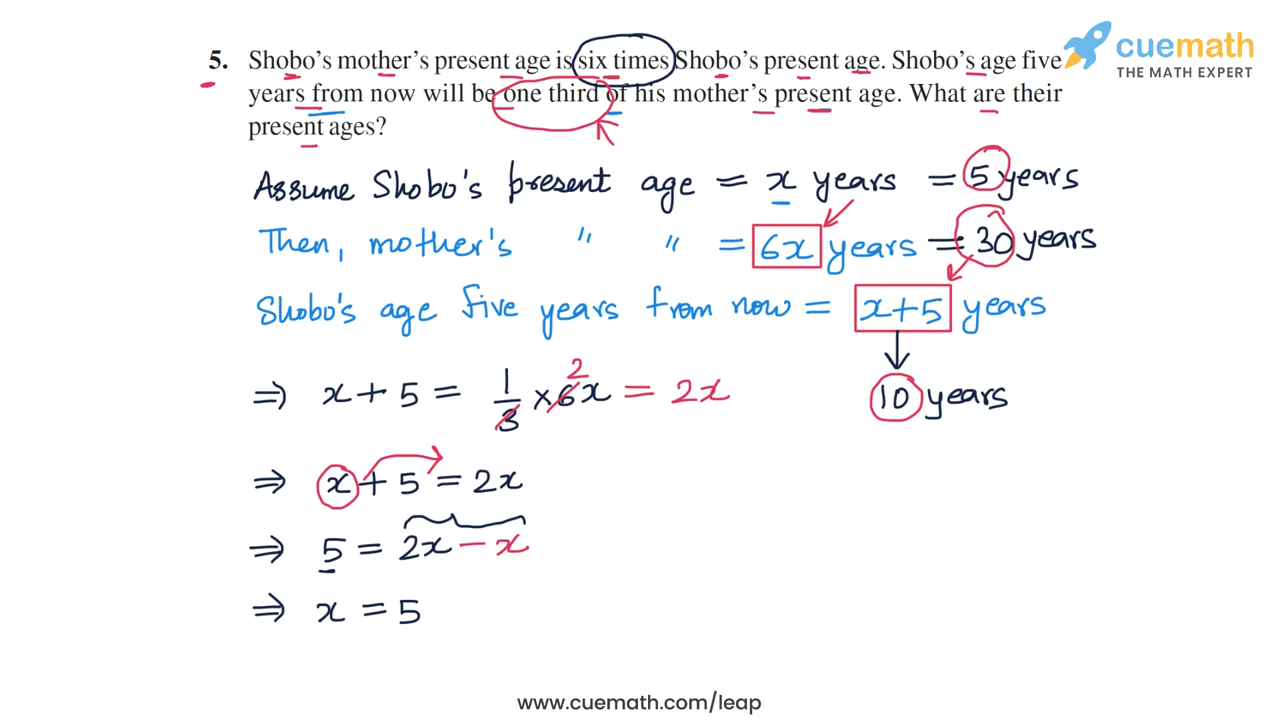 cuemath
THE MATH EXPERT
5. Shobo's mother's present age is six times Shobo's present age. Shobo's age five
years from now will be one third of his mother's present age. What are their
present ages?
Assume Shobo's present age = x years = 5 years
Then, mother's " " = 6x years = 30 years
Shobo's age five years from now = x+5 years
⇒ x + 5 = 1/3 × 6x = 2x
2
10 years
⇒ x + 5 = 2x
⇒ 5 = 2x - x
⇒ x = 5
www.cuemath.com/leap